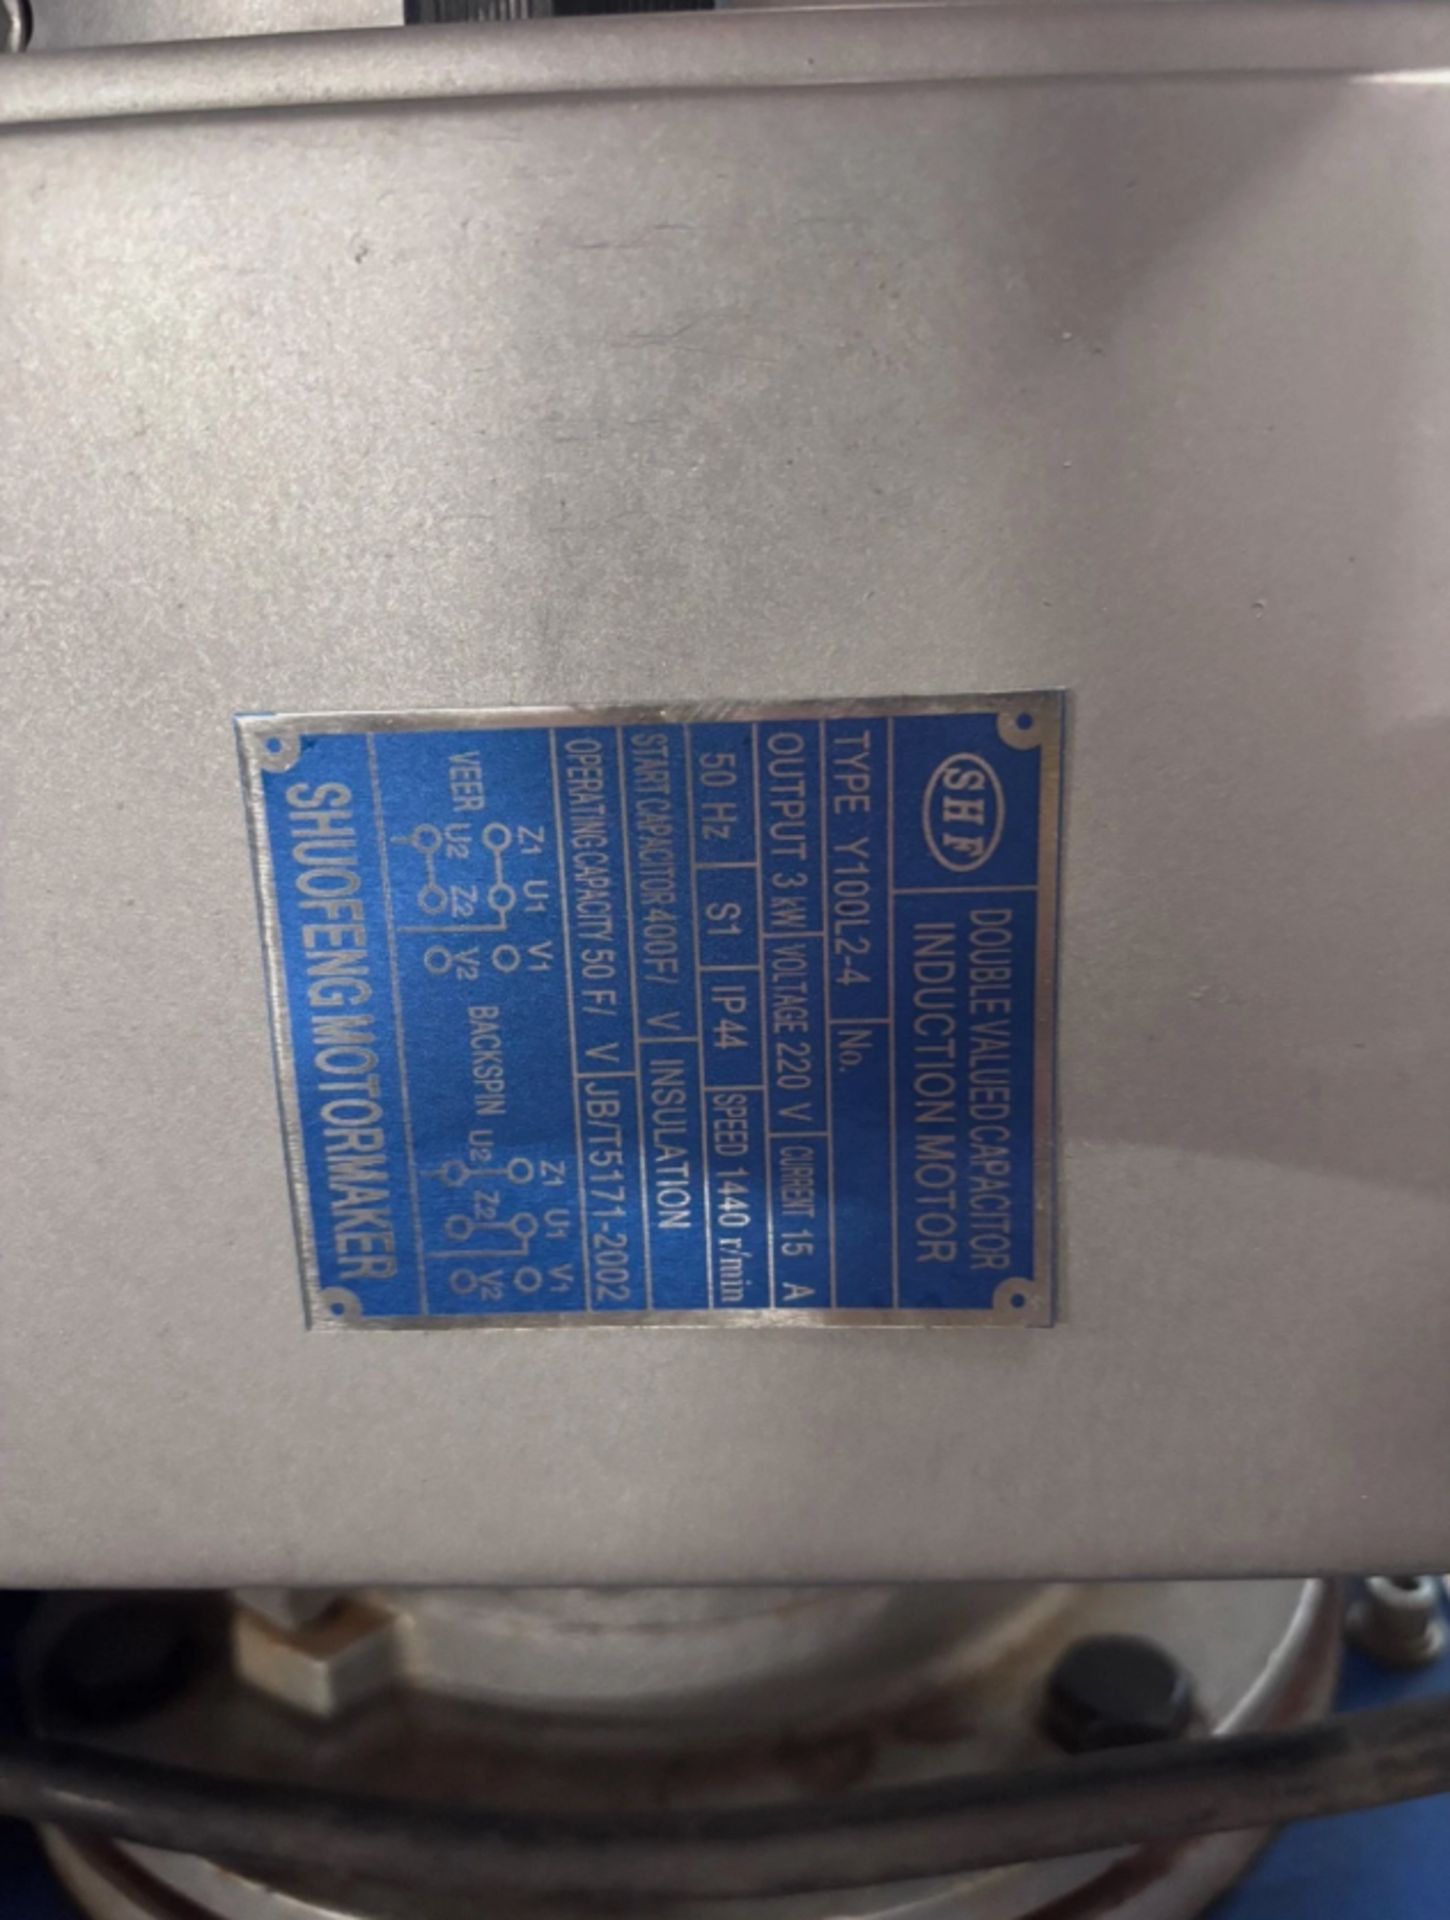 SHF
DOUBLE VALUED CAPACITOR
INDUCTION MOTOR
TYPE Y100L2-4 No.
OUTPUT 3 kW VOLTAGE 220 V CURRENT 15 A
50 Hz S1 IP44 SPEED 1440 r/min
START CAPACITOR 400F/ V INSULATION
OPERATING CAPACITY 50 F/ V JB/T5171-2002
Z1 U1 V1 Z1 U1 V1
VEER U2 Z2 V2 BACKSPIN U2 Z2 V2
SHUOFENG MOTORMAKER